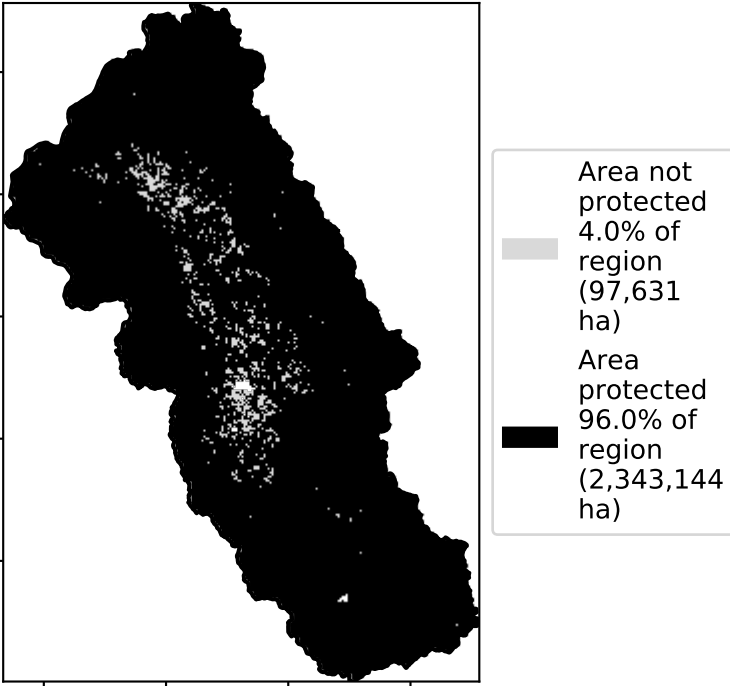 Area not
protected
4.0% of
region
(97,631
ha)
Area
protected
96.0% of
region
(2,343,144
ha)